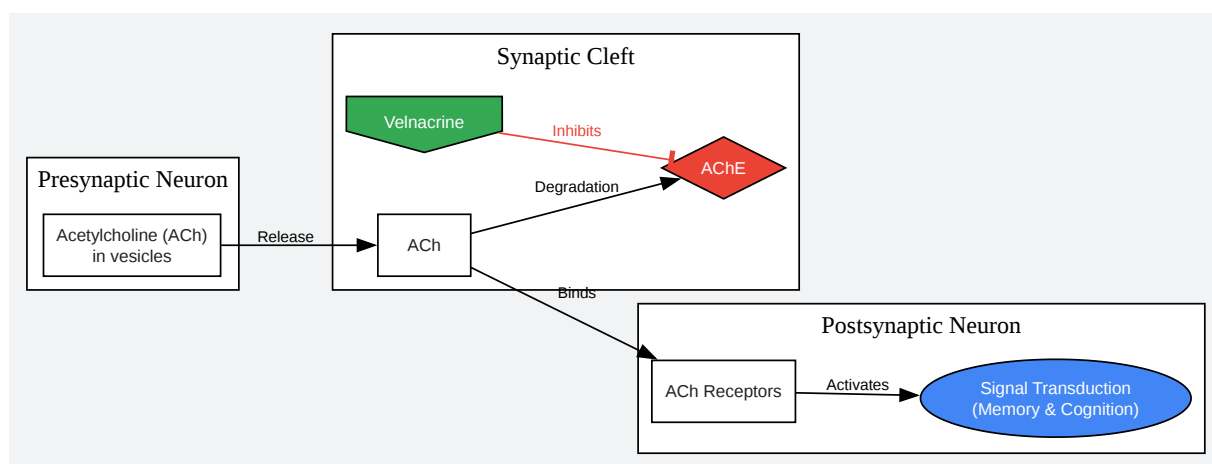 Synaptic Cleft
Velnacrine
Inhibits
AChE
Degradation
Presynaptic Neuron
Acetylcholine (ACh)
in vesicles
Release
ACh
Binds
Postsynaptic Neuron
ACh Receptors
Activates
Signal Transduction
(Memory & Cognition)